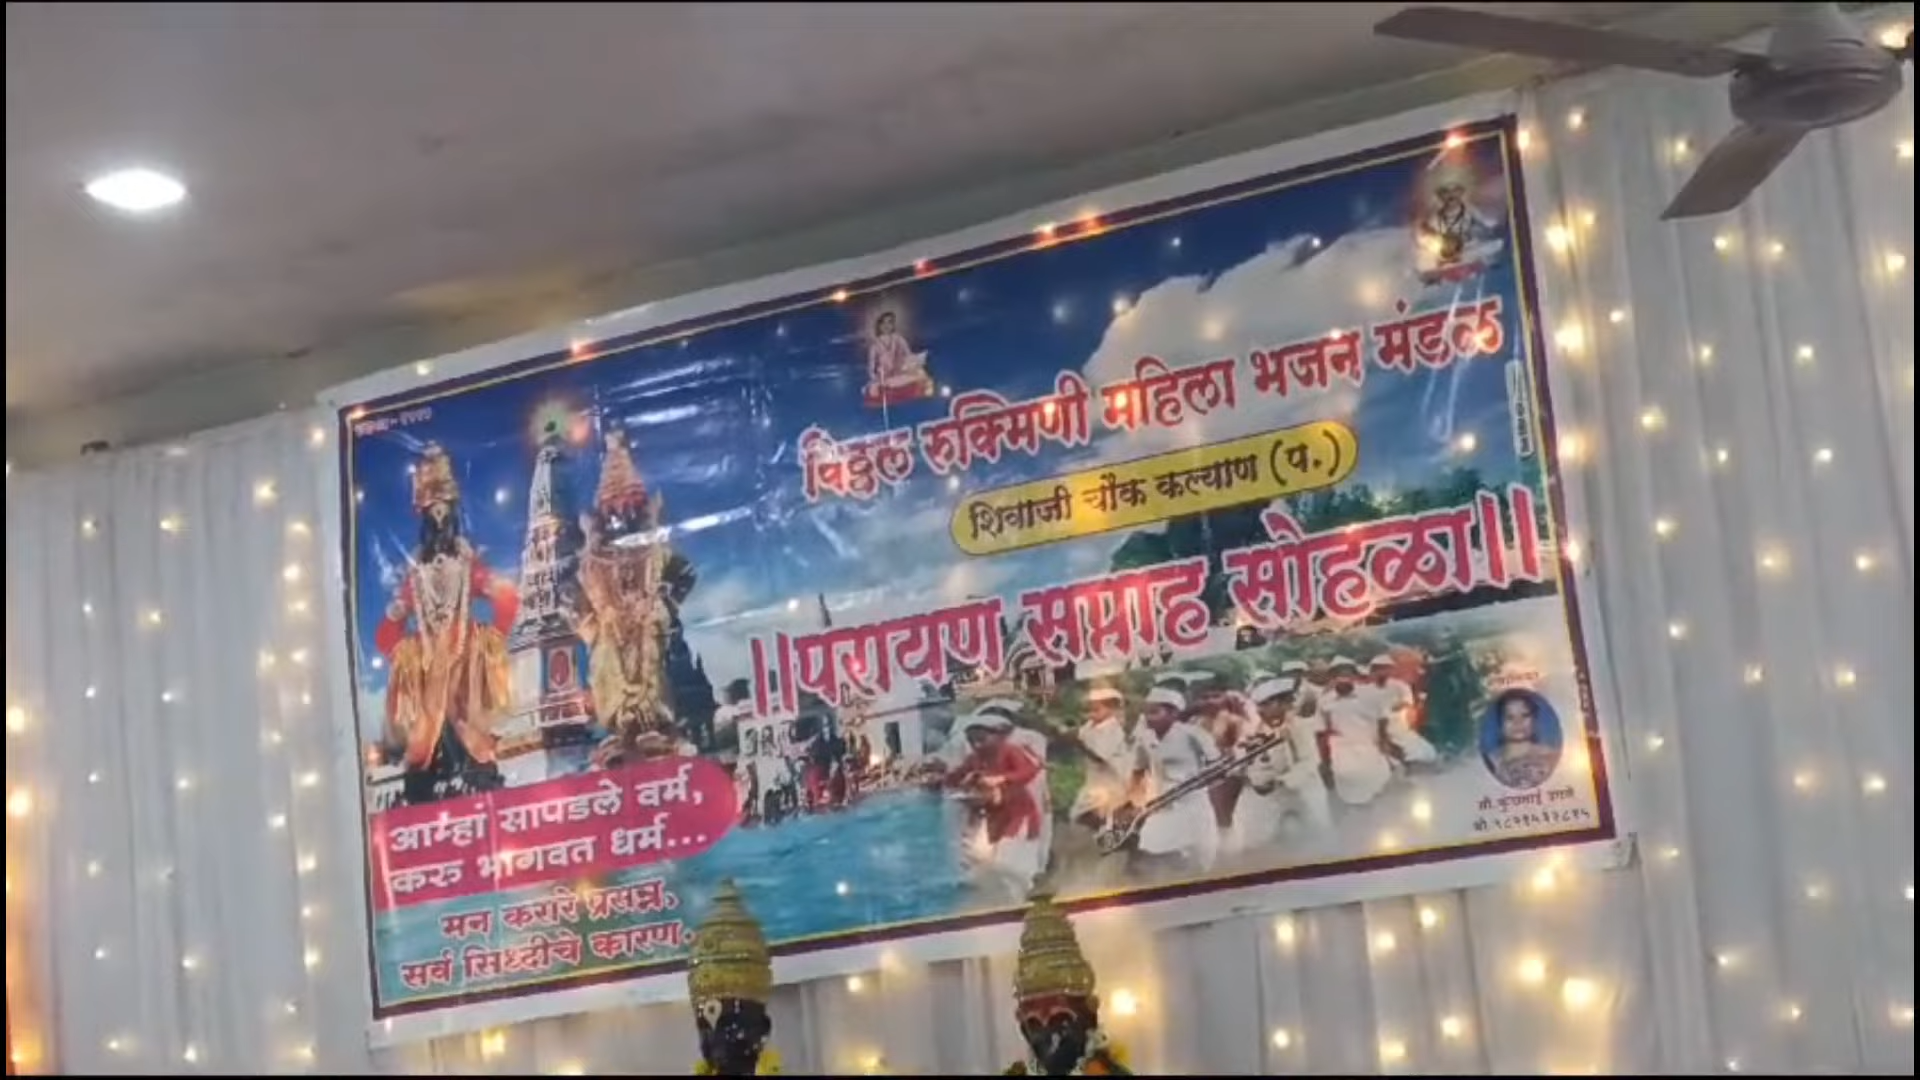 विठ्ठल रुक्मिणी महिला भजन मंडळ
शिवाजी चौक कल्याण (प.)
||परायण सप्ताह सोहळा||
आम्हां सापडले वर्म,
करु भागवत धर्म...
मन करारे प्रसन्न,
सर्व सिध्दीचे कारण.